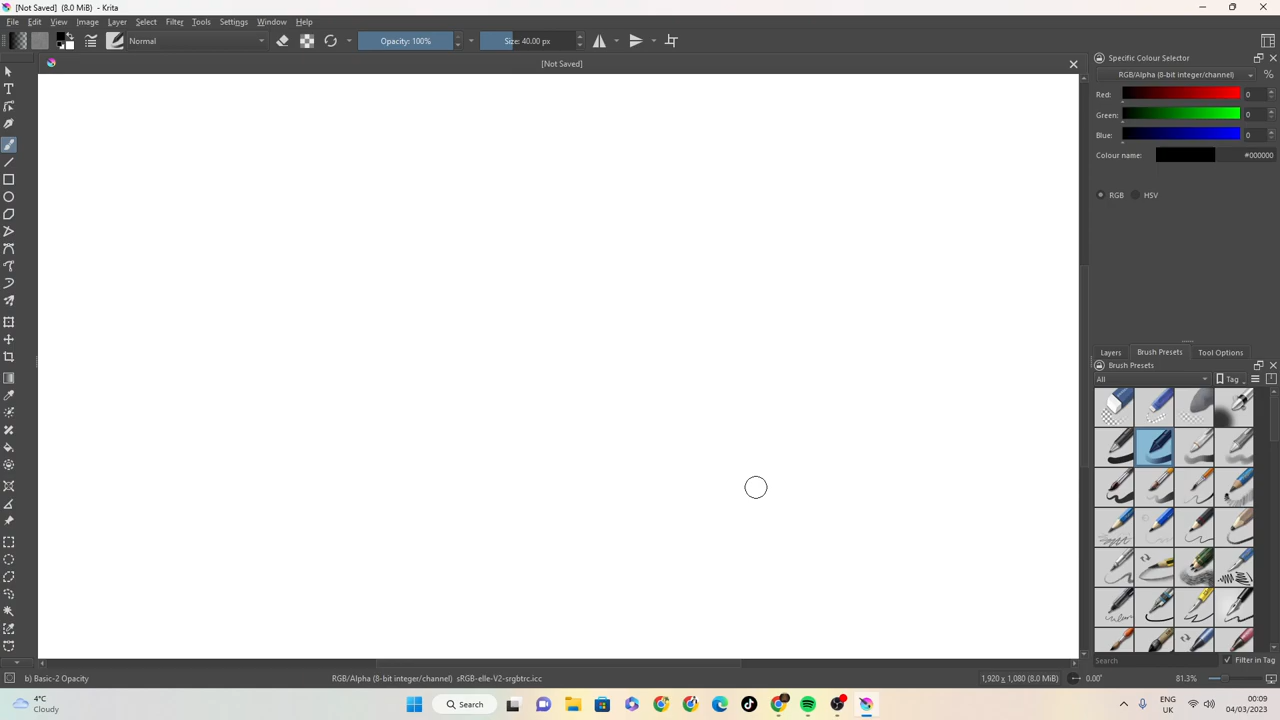 [Not Saved] (8.0 MiB) - Krita
File Edit View Image Layer Select Filter Tools Settings Window Help
Normal Opacity: 100% Size: 40.00 px
[Not Saved]
Specific Colour Selector
RGB/Alpha (8-bit integer/channel) %
Red: 0
Green: 0
Blue: 0
Colour name: #000000
RGB HSV
Layers Brush Presets Tool Options
Brush Presets
All Tag
Search Filter in Tag
b) Basic-2 Opacity RGB/Alpha (8-bit integer/channel) sRGB-elle-V2-srgbtrc.icc 1,920 x 1,080 (8.0 MiB) 0.00° 81.3%
4°C
Cloudy
Search
ENG
UK
00:09
04/03/2023